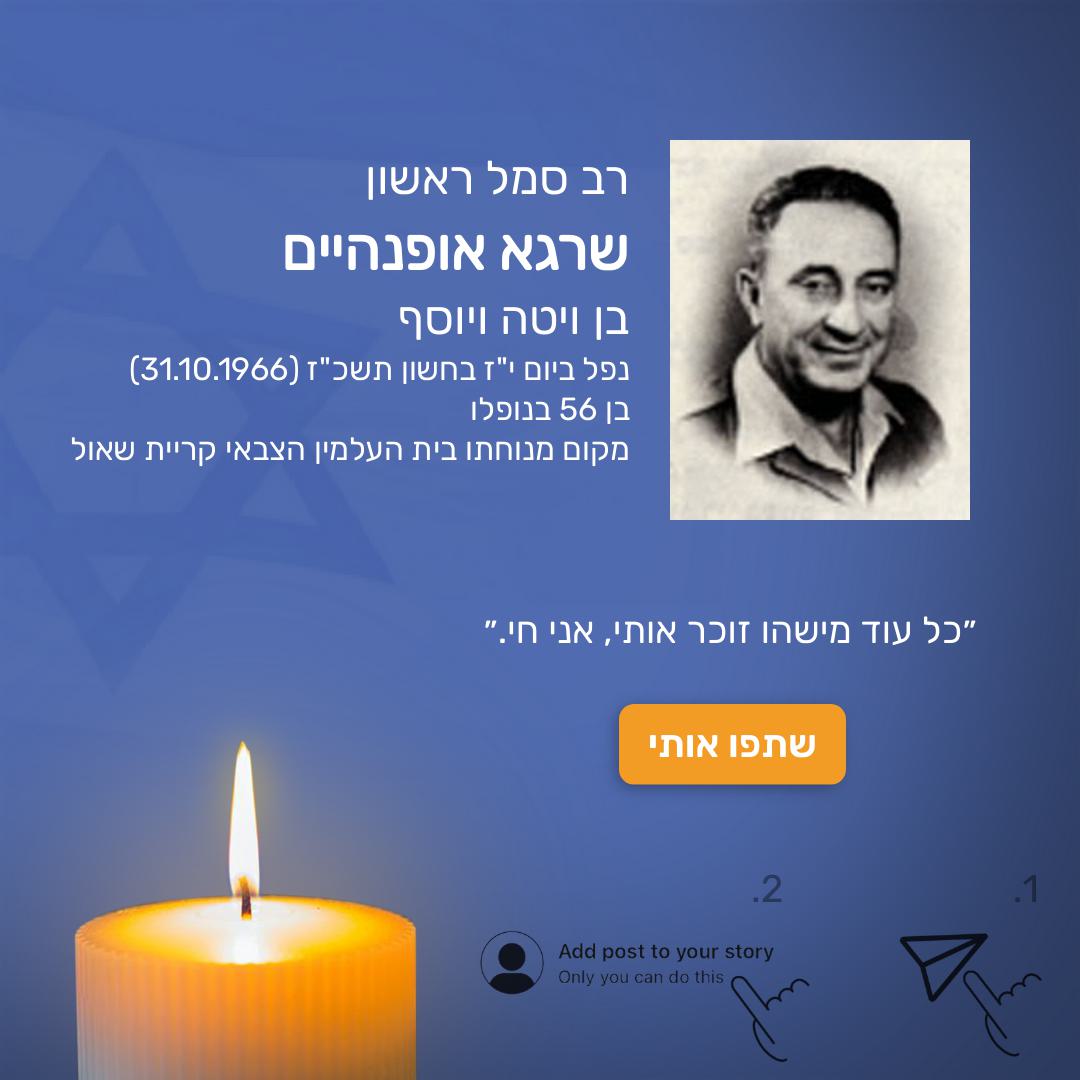 רב סמל ראשון
שרגא אופנהיים
בן ויטה ויוסף
נפל ביום י"ז בחשון תשכ"ז (31.10.1966)
בן 56 בנופלו
מקום מנוחתו בית העלמין הצבאי קריית שאול
״כל עוד מישהו זוכר אותי, אני חי.״
שתפו אותי
1.
2.
Add post to your story
Only you can do this